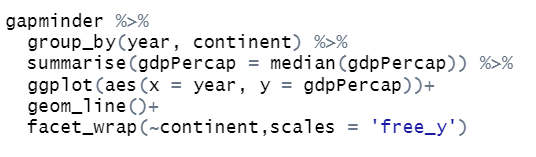 gapminder %>%
  group_by(year, continent) %>%
  summarise(gdpPercap = median(gdpPercap)) %>%
  ggplot(aes(x = year, y = gdpPercap))+
  geom_line()+
  facet_wrap(~continent,scales = 'free_y')